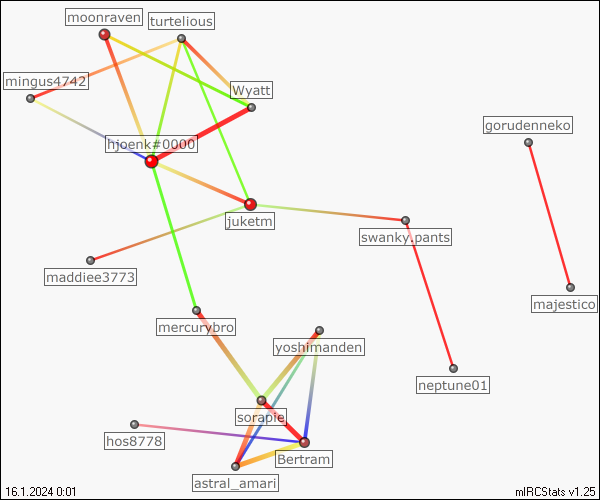 moonraven
turtelious
mingus4742
Wyatt
gorudenneko
hjoenk#0000
juketm
swanky.pants
maddiee3773
majestico
mercurybro
yoshimanden
neptune01
sorapie
hos8778
Bertram
astral_amari
16.1.2024 0:01
mIRCStats v1.25